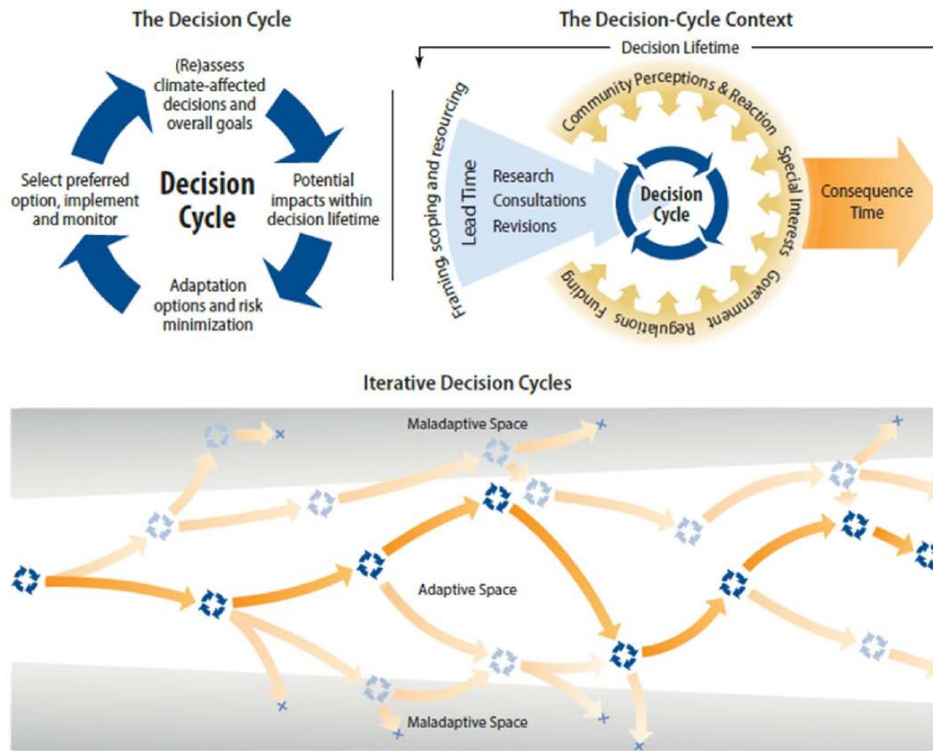 The Decision Cycle
(Re)assess
climate-affected
decisions and
overall goals
Select preferred
option, implement
and monitor
Decision
Cycle
Potential
impacts within
decision lifetime
Adaptation
options and risk
minimization
The Decision-Cycle Context
Decision Lifetime
Framing, scoping and resourcing
Lead Time
Research
Consultations
Revisions
Community Perceptions & Reaction
Special Interests
Government Regulations Funding
Decision
Cycle
Consequence
Time
Iterative Decision Cycles
Maladaptive Space
Adaptive Space
Maladaptive Space